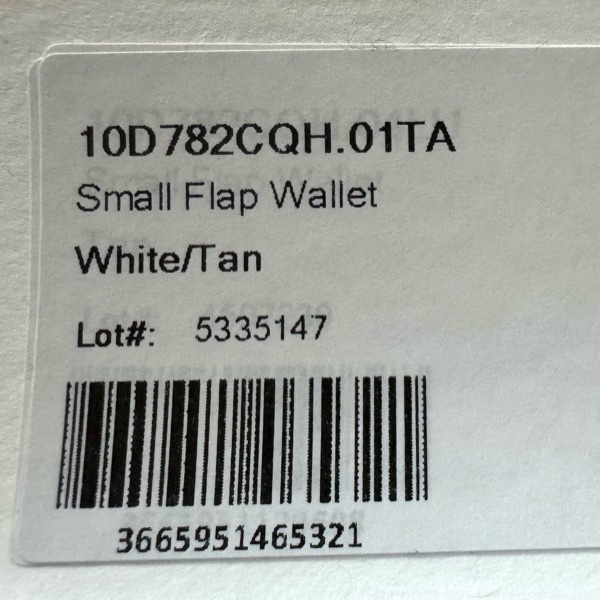 10D782CQH.01TA
Small Flap Wallet
White/Tan
Lot#: 5335147
3665951465321